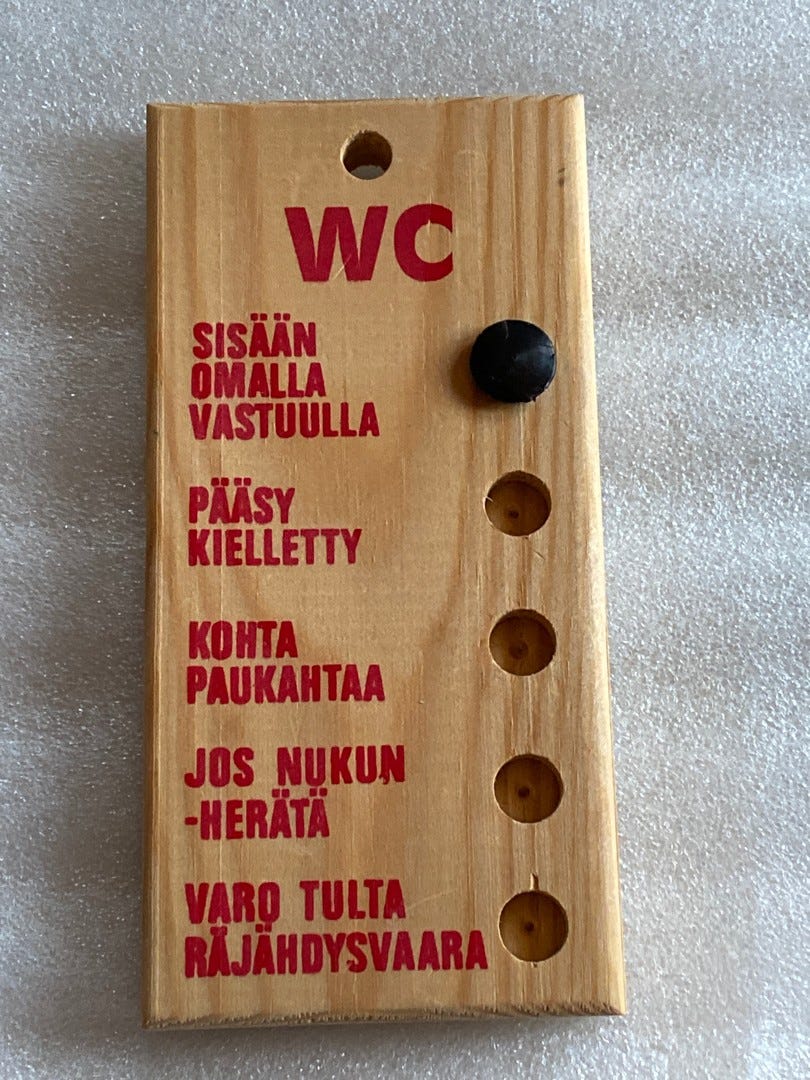 WC
SISÄÄN
OMALLA
VASTUULLA
PÄÄSY
KIELLETTY
KOHTA
PAUKAHTAA
JOS NUKUN
-HERÄTÄ
VARO TULTA
RÄJÄHDYSVAARA